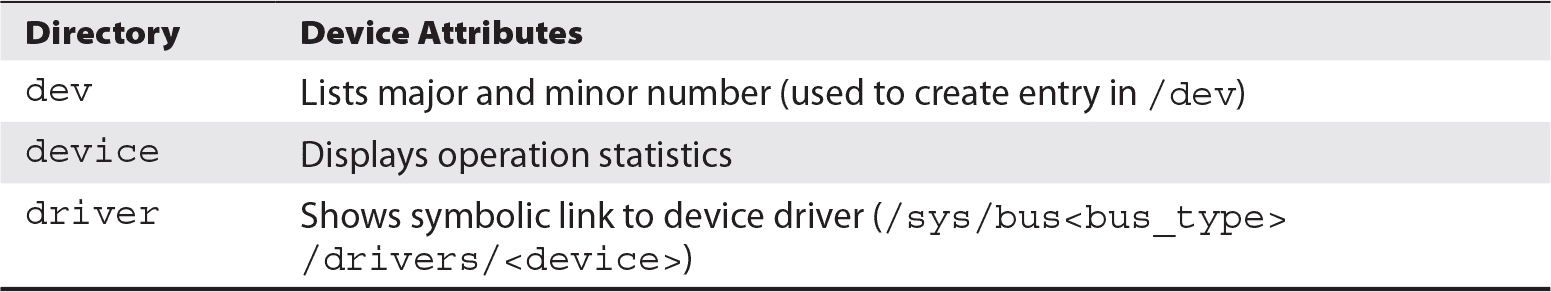 Directory Device Attributes
dev Lists major and minor number (used to create entry in /dev)
device Displays operation statistics
driver Shows symbolic link to device driver (/sys/bus<bus_type>
/drivers/<device>)